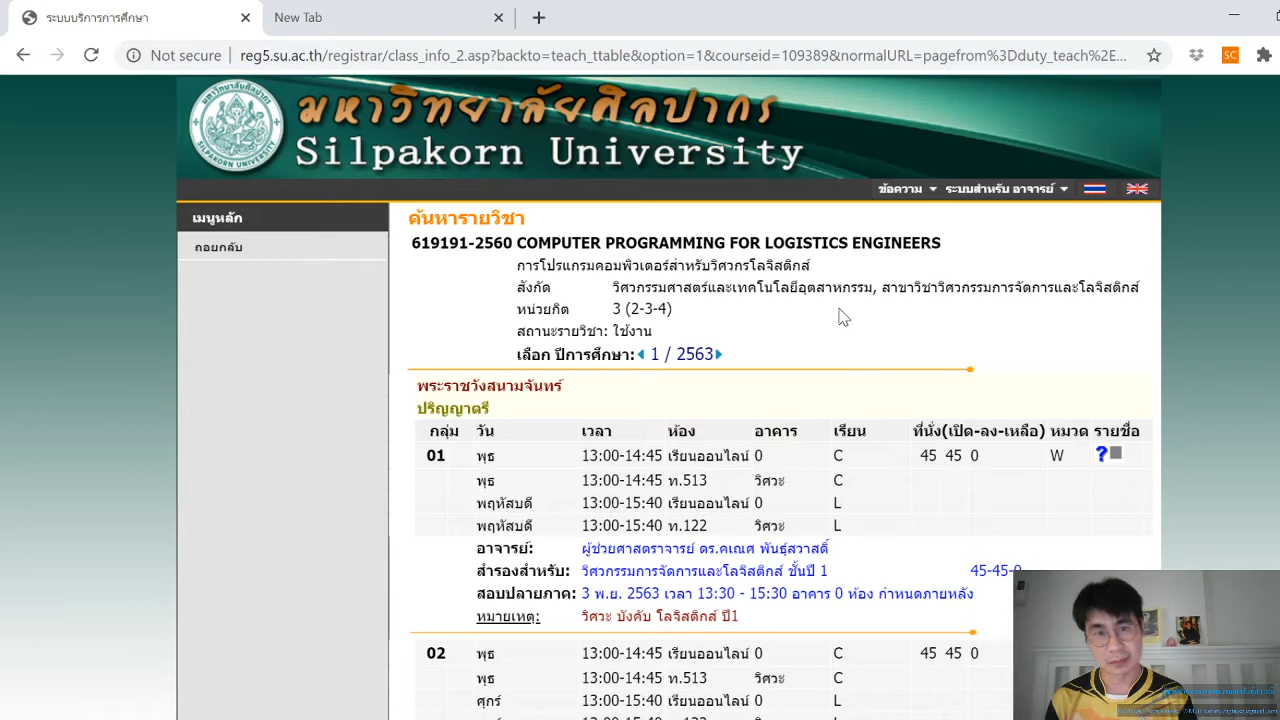 ระบบบริการการศึกษา
New Tab
Not secure
reg5.su.ac.th/registrar/class_info_2.asp?backto=teach_ttable&option=1&courseid=109389&normalURL=pagefrom%3Dduty_teach%2E...
SC
มหาวิทยาลัยศิลปากร
Silpakorn University
ข้อความ ระบบสำหรับ อาจารย์
เมนูหลัก
ถอยกลับ
ค้นหารายวิชา
619191-2560 COMPUTER PROGRAMMING FOR LOGISTICS ENGINEERS
การโปรแกรมคอมพิวเตอร์สำหรับวิศวกรโลจิสติกส์
สังกัด วิศวกรรมศาสตร์และเทคโนโลยีอุตสาหกรรม, สาขาวิชาวิศวกรรมการจัดการและโลจิสติกส์
หน่วยกิต 3 (2-3-4)
สถานะรายวิชา: ใช้งาน
เลือก ปีการศึกษา: 1 / 2563
พระราชวังสนามจันทร์
ปริญญาตรี
กลุ่ม วัน เวลา ห้อง อาคาร เรียน ที่นั่ง(เปิด-ลง-เหลือ) หมวด รายชื่อ
01 พุธ 13:00-14:45 เรียนออนไลน์ 0 C 45 45 0 W ?
พุธ 13:00-14:45 ท.513 วิศวะ C
พฤหัสบดี 13:00-15:40 เรียนออนไลน์ 0 L
พฤหัสบดี 13:00-15:40 ท.122 วิศวะ L
อาจารย์: ผู้ช่วยศาสตราจารย์ ดร.คเณศ พันธุ์สวาสดิ์
สำรองสำหรับ: วิศวกรรมการจัดการและโลจิสติกส์ ชั้นปี 1 45-45-0
สอบปลายภาค: 3 พ.ย. 2563 เวลา 13:30 - 15:30 อาคาร 0 ห้อง กำหนดภายหลัง
หมายเหตุ: วิศวะ บังคับ โลจิสติกส์ ปี1
02 พุธ 13:00-14:45 เรียนออนไลน์ 0 C 45 45 0
พุธ 13:00-14:45 ท.513 วิศวะ C
ศุกร์ 13:00-15:40 เรียนออนไลน์ 0 L